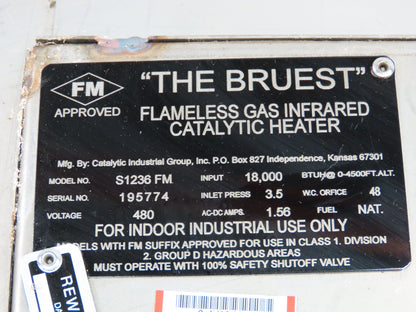 FM
APPROVED
"THE BRUEST"
FLAMELESS GAS INFRARED
CATALYTIC HEATER
Mfg. By: Catalytic Industrial Group, Inc. P.O. Box 827 Independence, Kansas 67301
MODEL NO. S1236 FM INPUT 18,000 BTUH@ 0-4500FT.ALT.
SERIAL NO. 195774 INLET PRESS 3.5 W.C. ORFICE 48
VOLTAGE 480 AC-DC AMPS. 1.56 FUEL NAT.
FOR INDOOR INDUSTRIAL USE ONLY
MODELS WITH FM SUFFIX APPROVED FOR USE IN CLASS 1. DIVISION
2. GROUP D HAZARDOUS AREAS
MUST OPERATE WITH 100% SAFETY SHUTOFF VALVE
REW